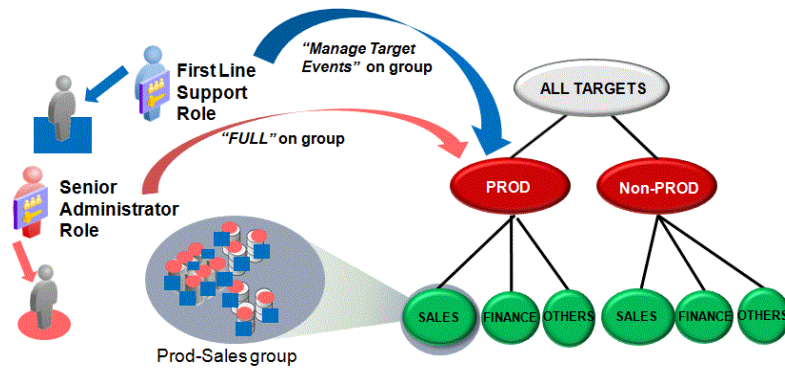 “Manage Target
Events” on group
First Line
Support
Role
ALL TARGETS
“FULL” on group
PROD
Non-PROD
Senior
Administrator
Role
SALES
FINANCE
OTHERS
SALES
FINANCE
OTHERS
Prod-Sales group